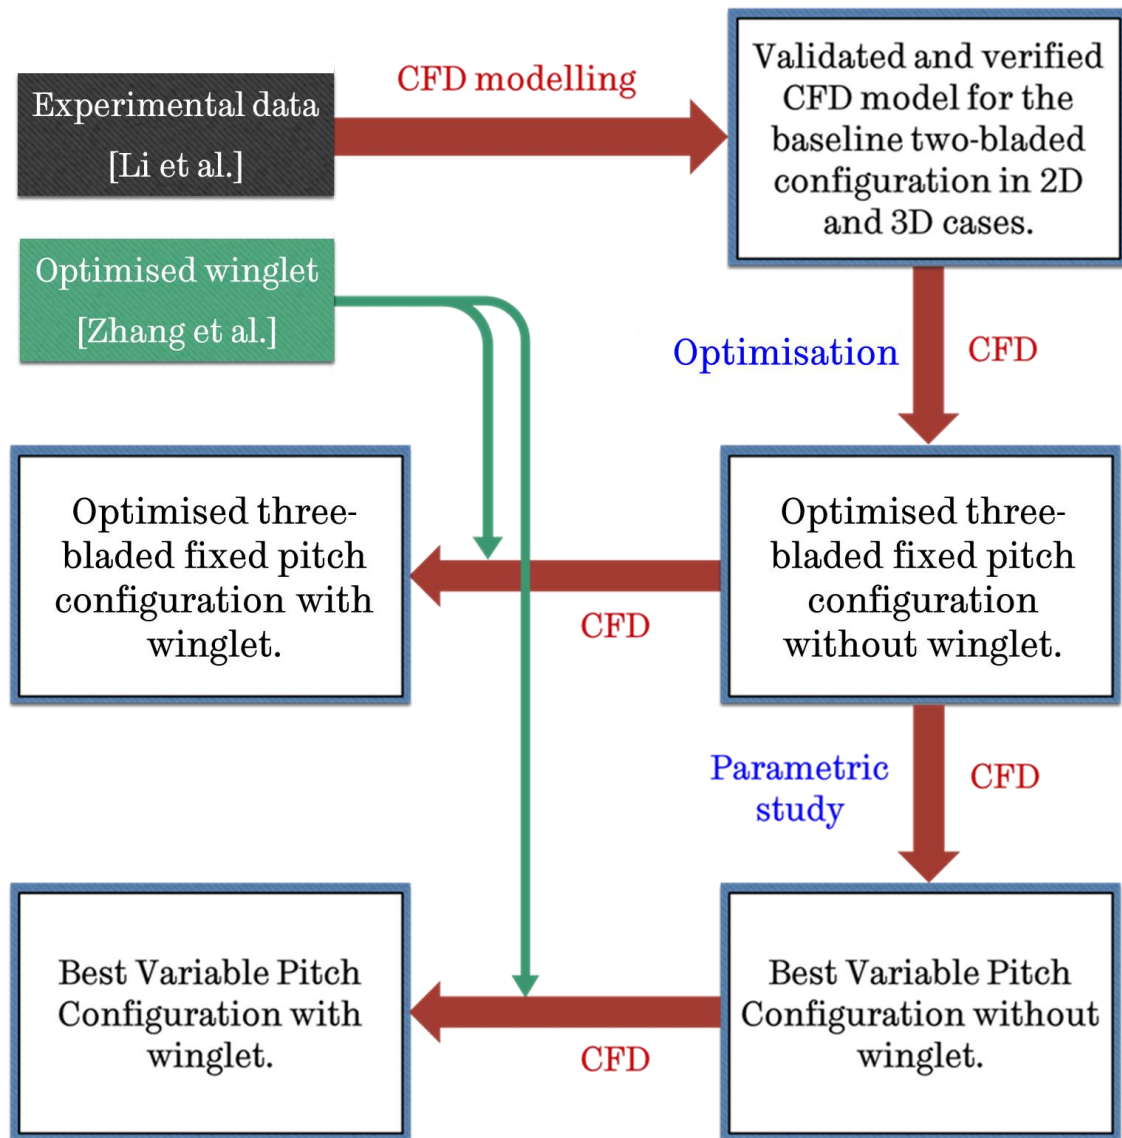 Experimental data
[Li et al.]
CFD modelling
Validated and verified
CFD model for the
baseline two-bladed
configuration in 2D
and 3D cases.
Optimised winglet
[Zhang et al.]
Optimisation
CFD
Optimised three-
bladed fixed pitch
configuration with
winglet.
CFD
Optimised three-
bladed fixed pitch
configuration
without winglet.
Parametric
study
CFD
Best Variable Pitch
Configuration with
winglet.
CFD
Best Variable Pitch
Configuration without
winglet.